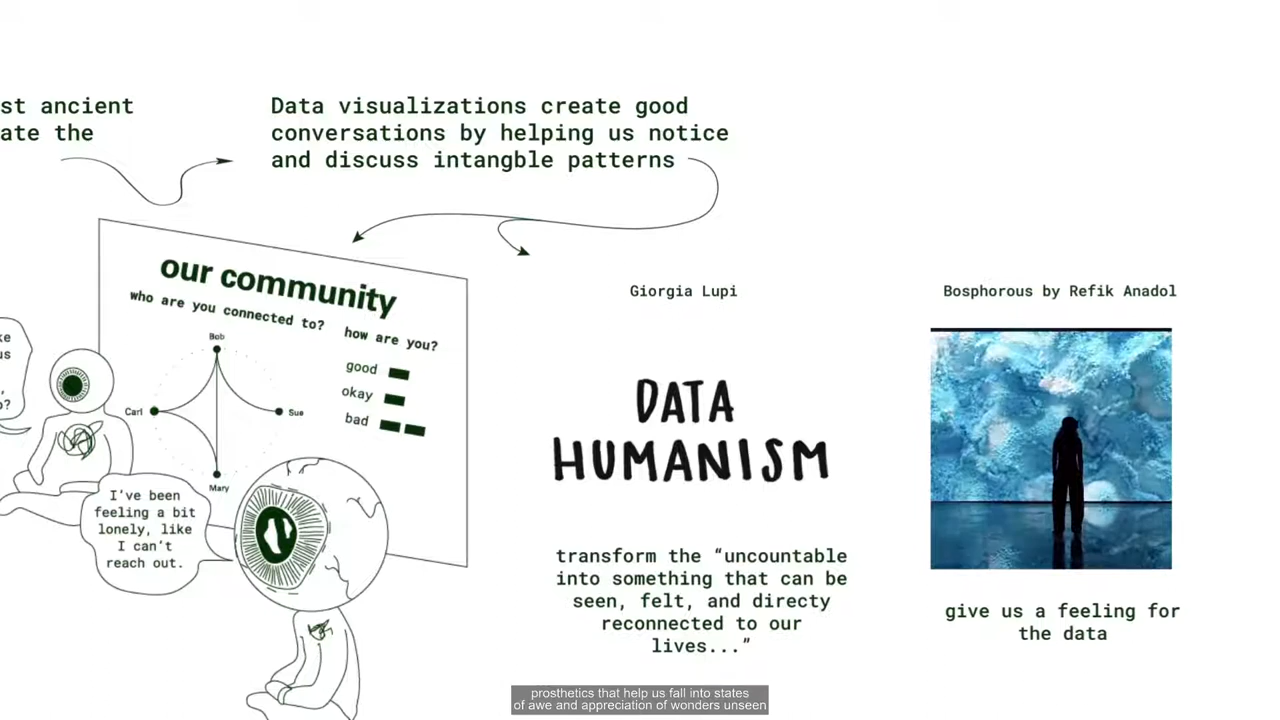 st ancient
ate the
Data visualizations create good
conversations by helping us notice
and discuss intangble patterns
our community
who are you connected to?
how are you?
Bob
Carl
Sue
Mary
good
okay
bad
ke
us
,
o?
I've been
feeling a bit
lonely, like
I can't
reach out.
Giorgia Lupi
DATA
HUMANISM
transform the “uncountable
into something that can be
seen, felt, and directy
reconnected to our
lives...”
Bosphorous by Refik Anadol
give us a feeling for
the data
prosthetics that help us fall into states
of awe and appreciation of wonders unseen